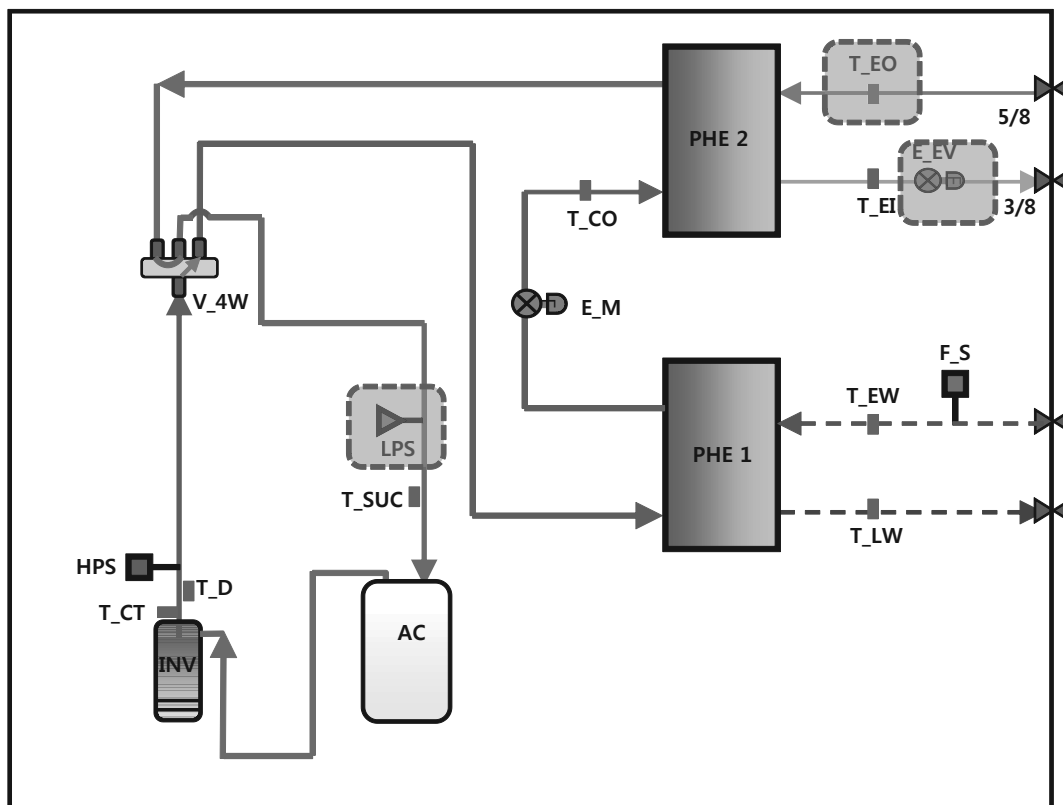 T_EO
5/8
PHE 2
E_EV
T_EI
3/8
T_CO
V_4W
E_M
F_S
T_EW
LPS
PHE 1
T_SUC
T_LW
HPS
T_D
T_CT
AC
INV